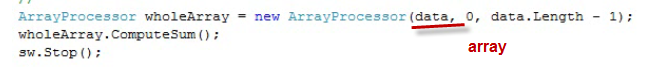 //
ArrayProcessor wholeArray = new ArrayProcessor(data, 0, data.Length - 1);
wholeArray.ComputeSum();
sw.Stop();
array